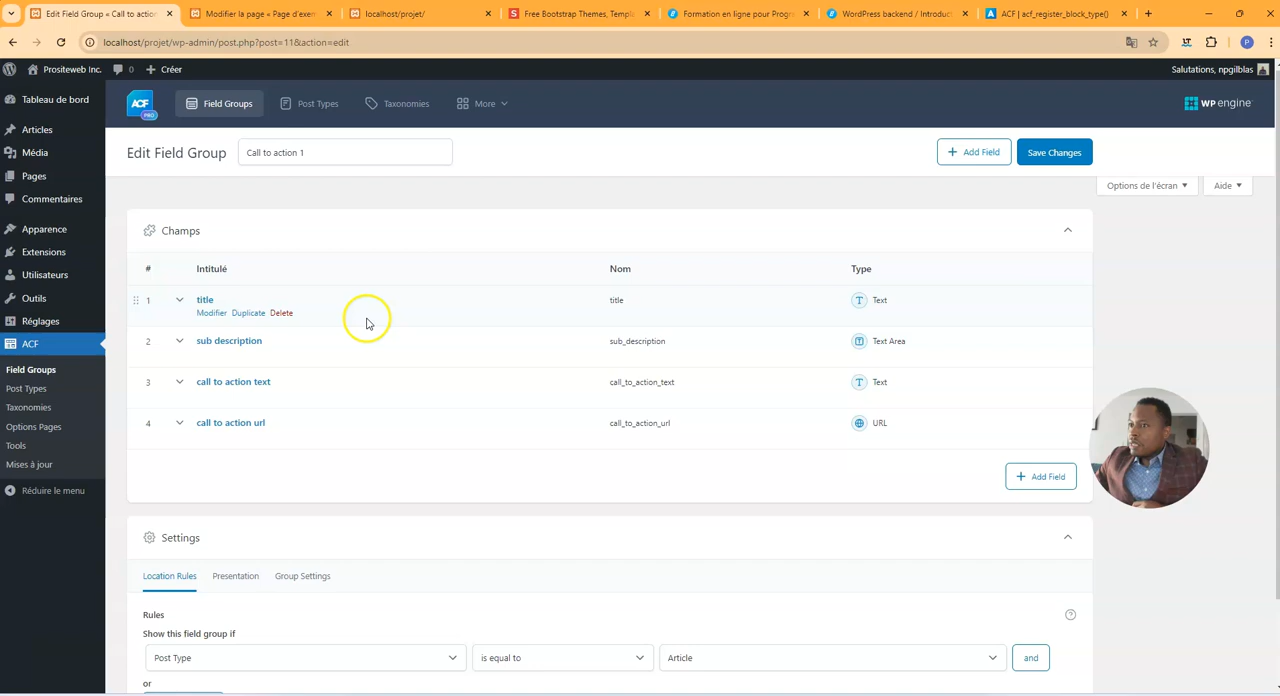 Edit Field Group < "Call to action
Modifier la page « Page d'exem
localhost/projet/
Free Bootstrap Themes, Templa
Formation en ligne pour Progr
WordPress backend / Introduct
ACF | acf_register_block_type()
localhost/projet/wp-admin/post.php?post=11&action=edit
Prositeweb Inc.
0
Créer
Salutations, npgilblas
Tableau de bord
Articles
Média
Pages
Commentaires
Apparence
Extensions
Utilisateurs
Outils
Réglages
ACF
Field Groups
Post Types
Taxonomies
Options Pages
Tools
Mises à jour
Réduire le menu
ACF
PRO
Field Groups
Post Types
Taxonomies
More
WP engine
Edit Field Group
Call to action 1
Add Field
Save Changes
Options de l'écran
Aide
Champs
# Intitulé Nom Type
1 title title Text
Modifier Duplicate Delete
2 sub description sub_description Text Area
3 call to action text call_to_action_text Text
4 call to action url call_to_action_url URL
Add Field
Settings
Location Rules Presentation Group Settings
Rules
Show this field group if
Post Type is equal to Article and
or